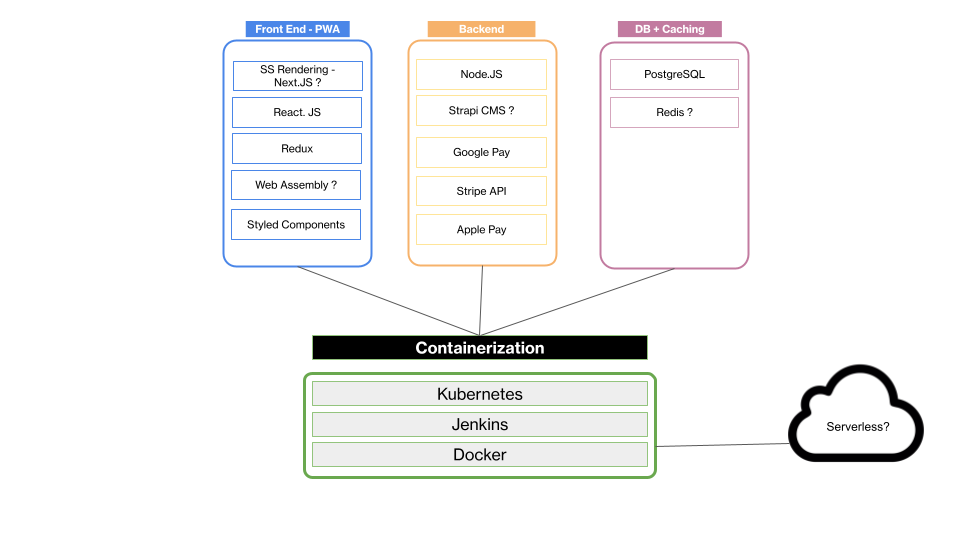 Front End - PWA
SS Rendering -
Next.JS ?
React. JS
Redux
Web Assembly ?
Styled Components
Backend
Node.JS
Strapi CMS ?
Google Pay
Stripe API
Apple Pay
DB + Caching
PostgreSQL
Redis ?
Containerization
Kubernetes
Jenkins
Docker
Serverless?